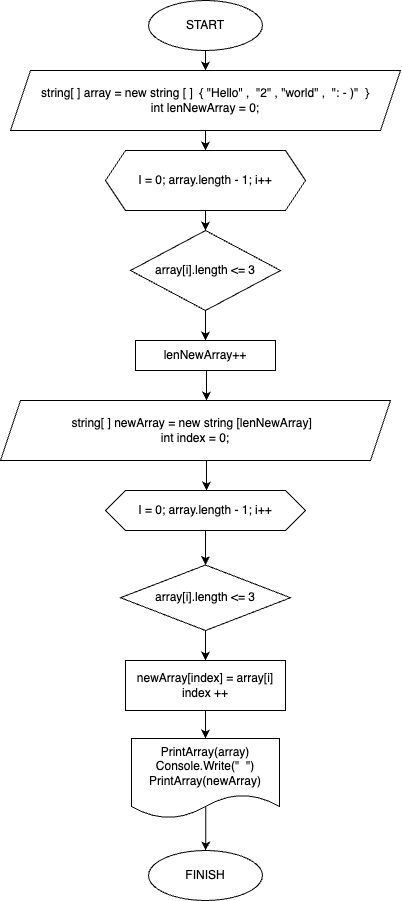 START
string[ ] array = new string [ ]  { "Hello" ,  "2" , "world" ,  ": - )"  }
int lenNewArray = 0;
I = 0; array.length - 1; i++
array[i].length <= 3
lenNewArray++
string[ ] newArray = new string [lenNewArray]
int index = 0;
I = 0; array.length - 1; i++
array[i].length <= 3
newArray[index] = array[i]
index ++
PrintArray(array)
Console.Write("  ")
PrintArray(newArray)
FINISH